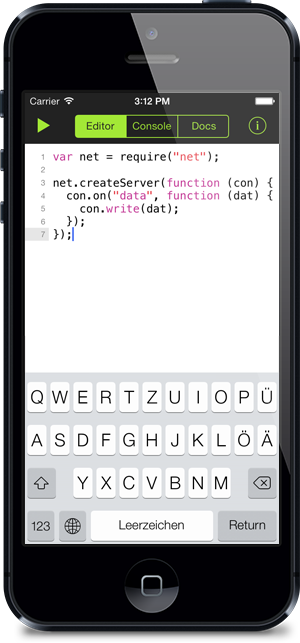 Carrier 3:12 PM
Editor Console Docs i
1 var net = require("net");
2
3 net.createServer(function (con) {
4 con.on("data", function (dat) {
5 con.write(dat);
6 });
7 });
Q W E R T Z U I O P Ü
A S D F G H J K L Ö Ä
Y X C V B N M
123 Leerzeichen Return